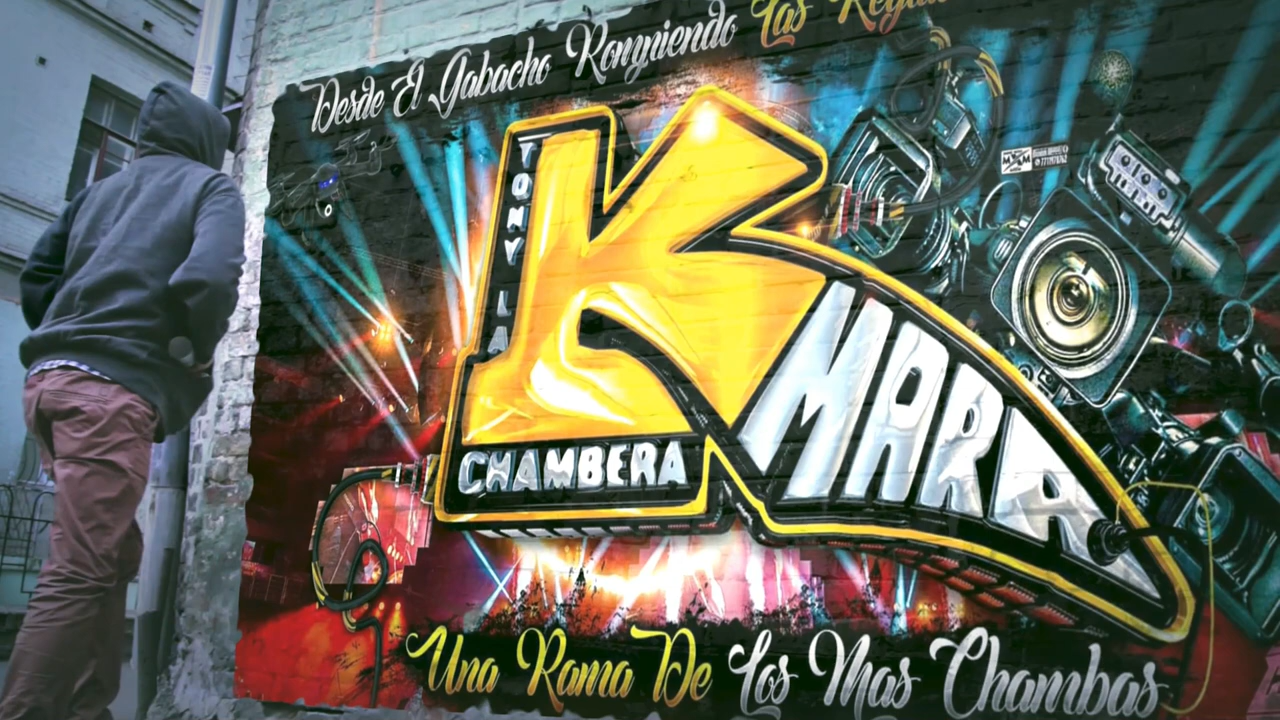 Desde El Gabacho Rompiendo Las
TONY LA
K
MARA
CHAMBERA
Una Rama De Los Mas Chambas